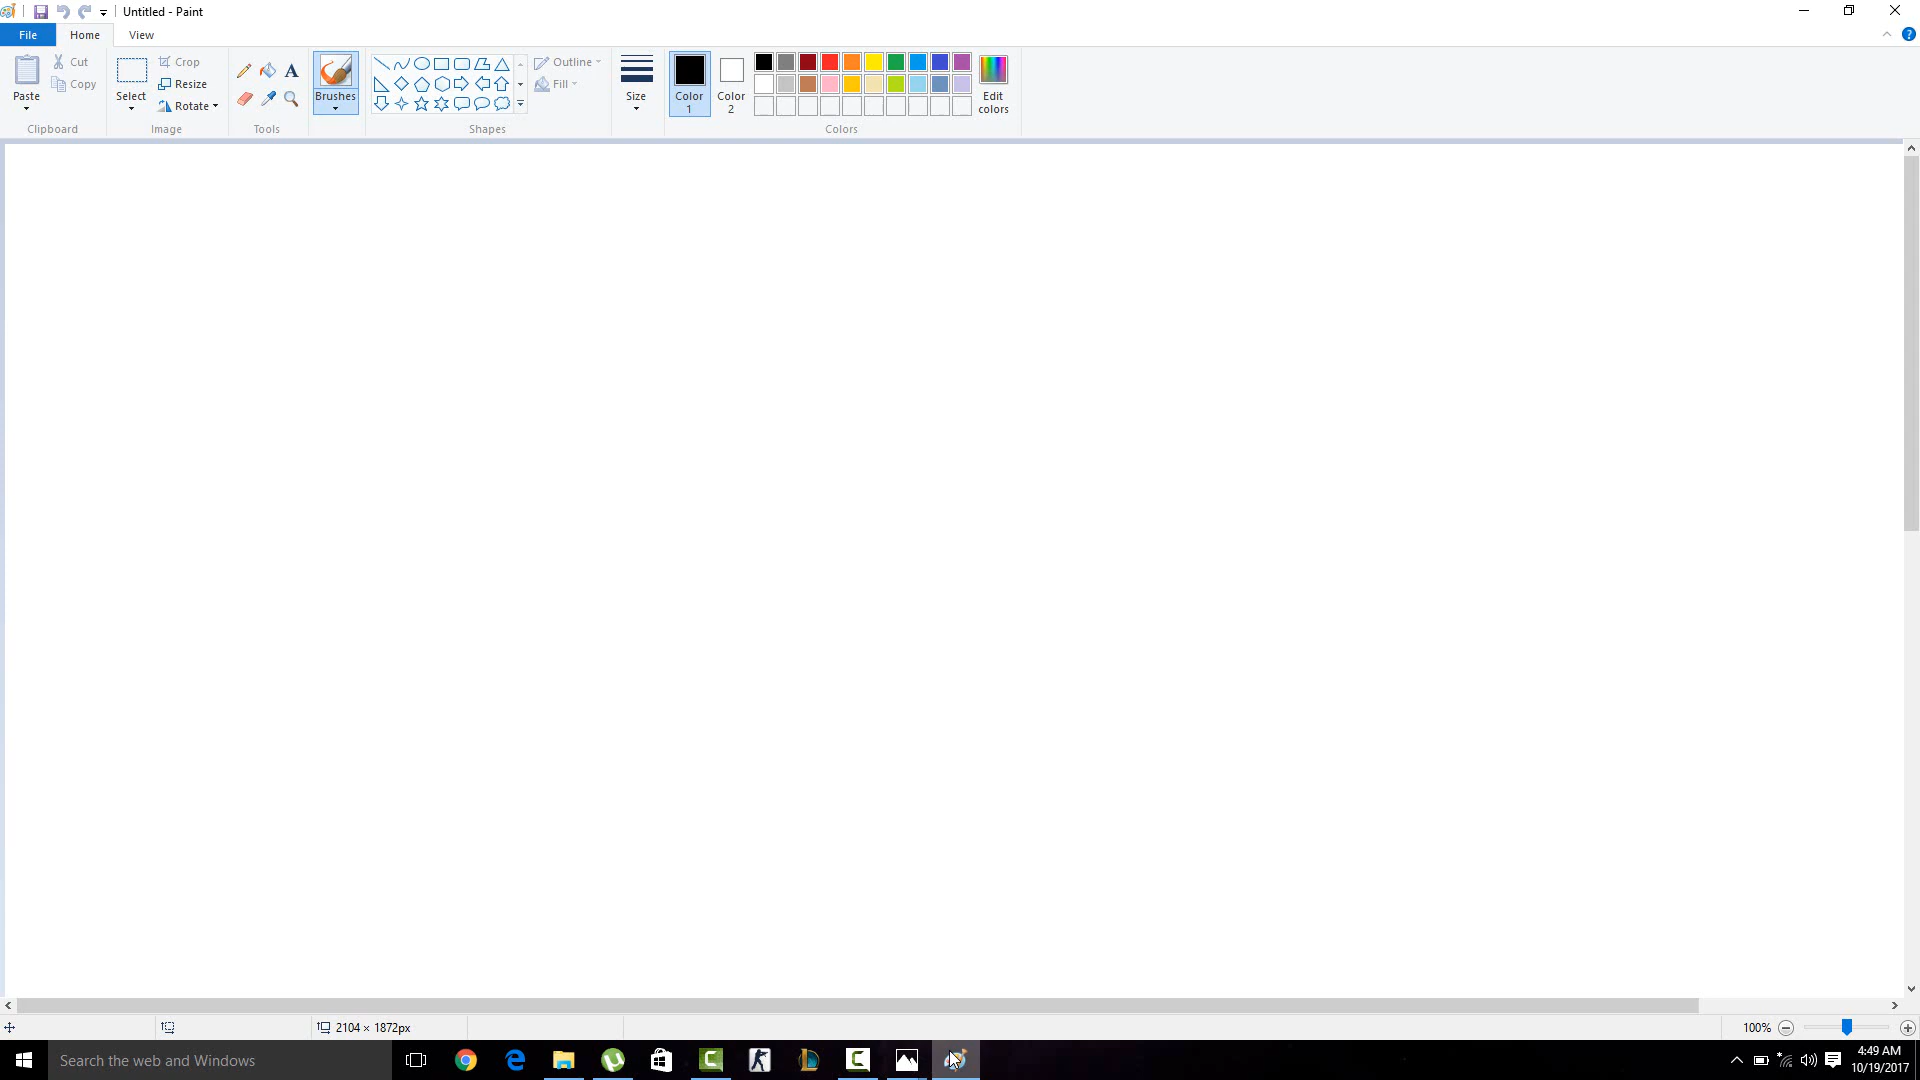 Untitled - Paint
File Home View
Paste
Cut
Copy
Clipboard
Select
Crop
Resize
Rotate
Image
A
Tools
Brushes
Shapes
Outline
Fill
Size
Color
1
Color
2
Edit
colors
Colors
2104 × 1872px
100%
Search the web and Windows
4:49 AM
10/19/2017